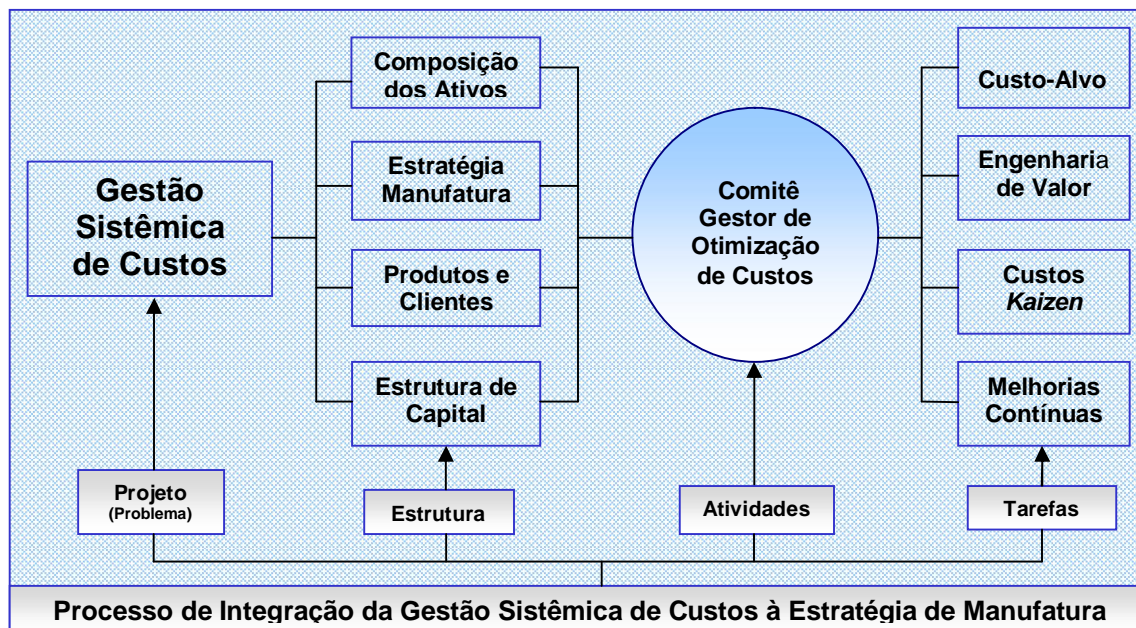 Gestão
Sistêmica
de Custos
Composição
dos Ativos
Estratégia
Manufatura
Produtos e
Clientes
Estrutura de
Capital
Comitê
Gestor de
Otimização
de Custos
Custo-Alvo
Engenharia
de Valor
Custos
Kaizen
Melhorias
Contínuas
Projeto
(Problema)
Estrutura
Atividades
Tarefas
Processo de Integração da Gestão Sistêmica de Custos à Estratégia de Manufatura